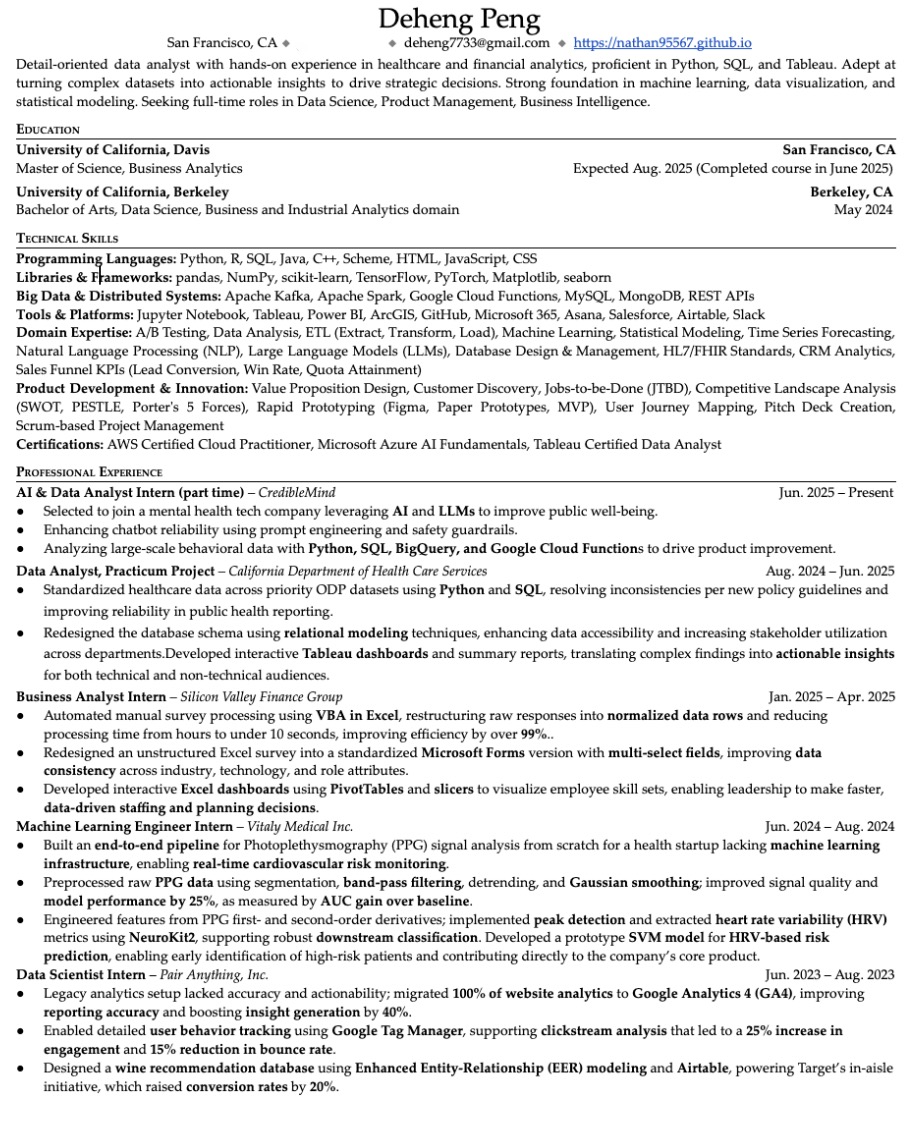 Deheng Peng
San Francisco, CA ◆ ◆ deheng7733@gmail.com ◆ https://nathan95567.github.io
Detail-oriented data analyst with hands-on experience in healthcare and financial analytics, proficient in Python, SQL, and Tableau. Adept at
turning complex datasets into actionable insights to drive strategic decisions. Strong foundation in machine learning, data visualization, and
statistical modeling. Seeking full-time roles in Data Science, Product Management, Business Intelligence.
Education
University of California, Davis San Francisco, CA
Master of Science, Business Analytics Expected Aug. 2025 (Completed course in June 2025)
University of California, Berkeley Berkeley, CA
Bachelor of Arts, Data Science, Business and Industrial Analytics domain May 2024
Technical Skills
Programming Languages: Python, R, SQL, Java, C++, Scheme, HTML, JavaScript, CSS
Libraries & Frameworks: pandas, NumPy, scikit-learn, TensorFlow, PyTorch, Matplotlib, seaborn
Big Data & Distributed Systems: Apache Kafka, Apache Spark, Google Cloud Functions, MySQL, MongoDB, REST APIs
Tools & Platforms: Jupyter Notebook, Tableau, Power BI, ArcGIS, GitHub, Microsoft 365, Asana, Salesforce, Airtable, Slack
Domain Expertise: A/B Testing, Data Analysis, ETL (Extract, Transform, Load), Machine Learning, Statistical Modeling, Time Series Forecasting,
Natural Language Processing (NLP), Large Language Models (LLMs), Database Design & Management, HL7/FHIR Standards, CRM Analytics,
Sales Funnel KPIs (Lead Conversion, Win Rate, Quota Attainment)
Product Development & Innovation: Value Proposition Design, Customer Discovery, Jobs-to-be-Done (JTBD), Competitive Landscape Analysis
(SWOT, PESTLE, Porter's 5 Forces), Rapid Prototyping (Figma, Paper Prototypes, MVP), User Journey Mapping, Pitch Deck Creation,
Scrum-based Project Management
Certifications: AWS Certified Cloud Practitioner, Microsoft Azure AI Fundamentals, Tableau Certified Data Analyst
Professional Experience
AI & Data Analyst Intern (part time) – CredibleMind Jun. 2025 – Present
● Selected to join a mental health tech company leveraging AI and LLMs to improve public well-being.
● Enhancing chatbot reliability using prompt engineering and safety guardrails.
● Analyzing large-scale behavioral data with Python, SQL, BigQuery, and Google Cloud Functions to drive product improvement.
Data Analyst, Practicum Project – California Department of Health Care Services Aug. 2024 – Jun. 2025
● Standardized healthcare data across priority ODP datasets using Python and SQL, resolving inconsistencies per new policy guidelines and
improving reliability in public health reporting.
● Redesigned the database schema using relational modeling techniques, enhancing data accessibility and increasing stakeholder utilization
across departments.Developed interactive Tableau dashboards and summary reports, translating complex findings into actionable insights
for both technical and non-technical audiences.
Business Analyst Intern – Silicon Valley Finance Group Jan. 2025 – Apr. 2025
● Automated manual survey processing using VBA in Excel, restructuring raw responses into normalized data rows and reducing
processing time from hours to under 10 seconds, improving efficiency by over 99%..
● Redesigned an unstructured Excel survey into a standardized Microsoft Forms version with multi-select fields, improving data
consistency across industry, technology, and role attributes.
● Developed interactive Excel dashboards using PivotTables and slicers to visualize employee skill sets, enabling leadership to make faster,
data-driven staffing and planning decisions.
Machine Learning Engineer Intern – Vitaly Medical Inc. Jun. 2024 – Aug. 2024
● Built an end-to-end pipeline for Photoplethysmography (PPG) signal analysis from scratch for a health startup lacking machine learning
infrastructure, enabling real-time cardiovascular risk monitoring.
● Preprocessed raw PPG data using segmentation, band-pass filtering, detrending, and Gaussian smoothing; improved signal quality and
model performance by 25%, as measured by AUC gain over baseline.
● Engineered features from PPG first- and second-order derivatives; implemented peak detection and extracted heart rate variability (HRV)
metrics using NeuroKit2, supporting robust downstream classification. Developed a prototype SVM model for HRV-based risk
prediction, enabling early identification of high-risk patients and contributing directly to the company's core product.
Data Scientist Intern – Pair Anything, Inc. Jun. 2023 – Aug. 2023
● Legacy analytics setup lacked accuracy and actionability; migrated 100% of website analytics to Google Analytics 4 (GA4), improving
reporting accuracy and boosting insight generation by 40%.
● Enabled detailed user behavior tracking using Google Tag Manager, supporting clickstream analysis that led to a 25% increase in
engagement and 15% reduction in bounce rate.
● Designed a wine recommendation database using Enhanced Entity-Relationship (EER) modeling and Airtable, powering Target's in-aisle
initiative, which raised conversion rates by 20%.